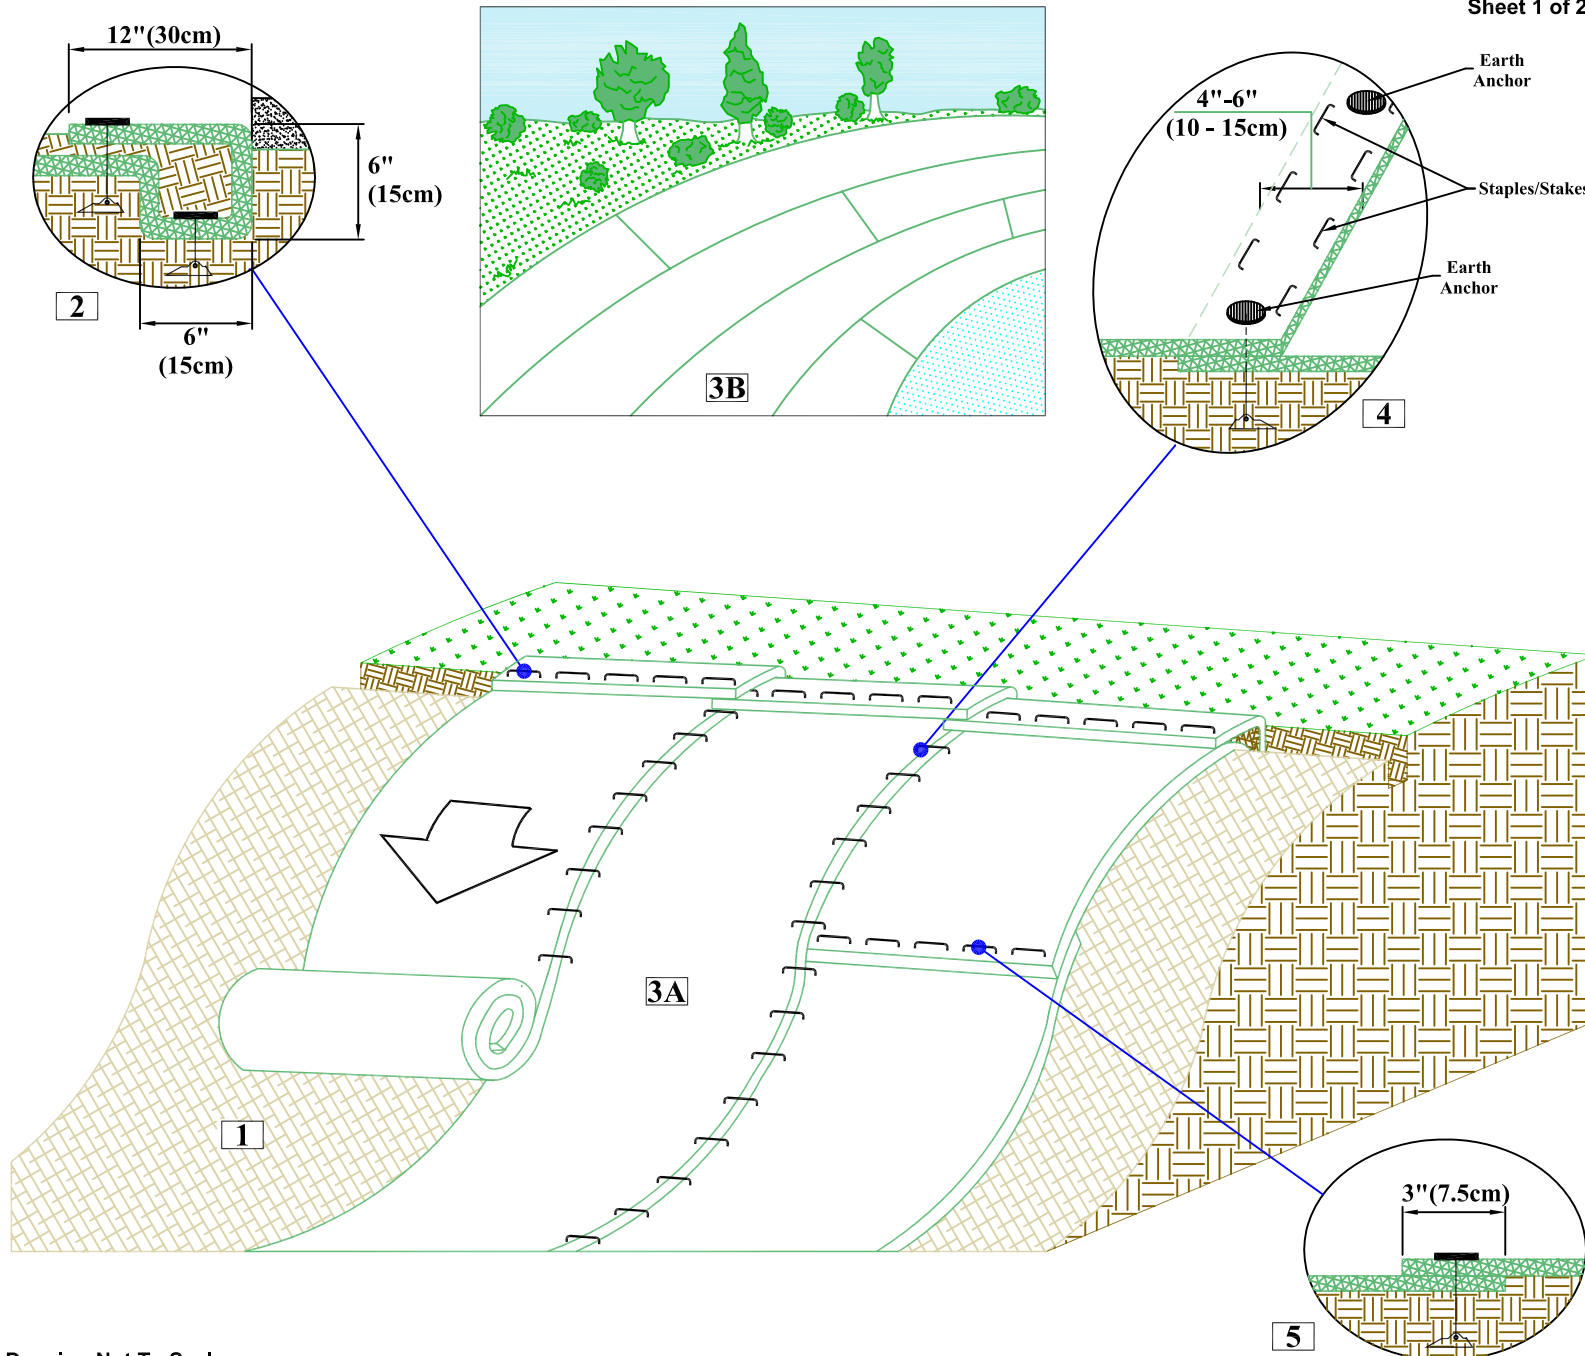 Sheet 1 of 2
12"(30cm)
6"
(15cm)
2
6"
(15cm)
3B
Earth
Anchor
4"-6"
(10 - 15cm)
Staples/Stakes
Earth
Anchor
4
3A
1
3"(7.5cm)
5